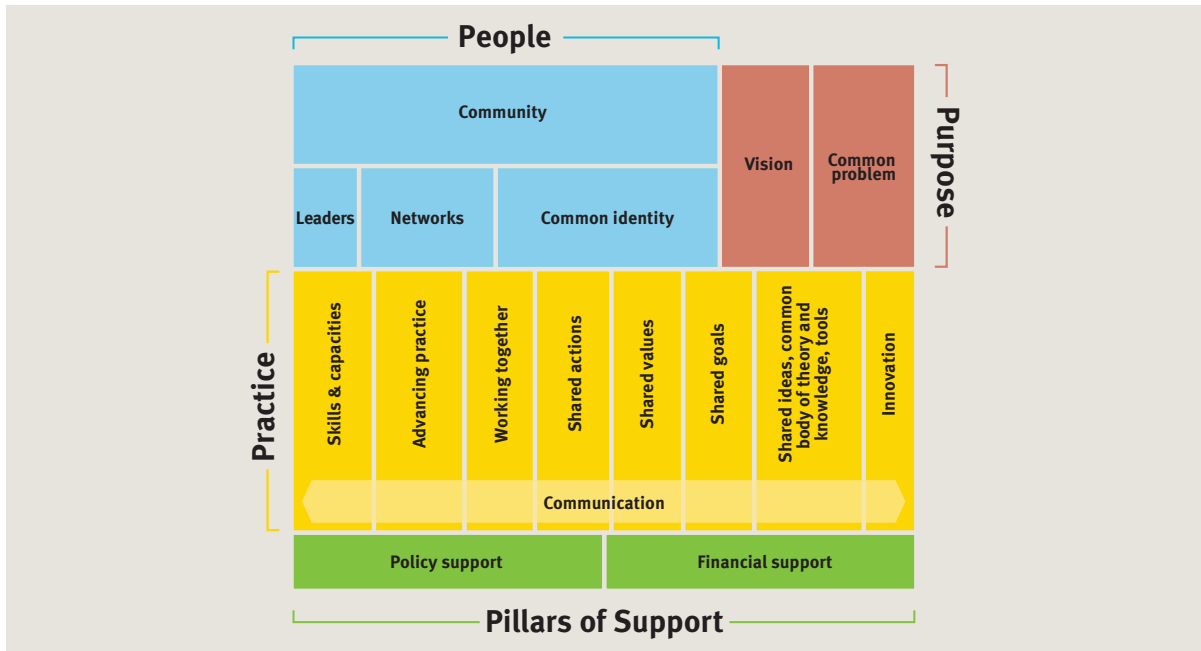 People
Community
Vision
Common
problem
Purpose
Leaders
Networks
Common identity
Practice
Skills & capacities
Advancing practice
Working together
Shared actions
Shared values
Shared goals
Shared ideas, common
body of theory and
knowledge, tools
Innovation
Communication
Policy support
Financial support
Pillars of Support